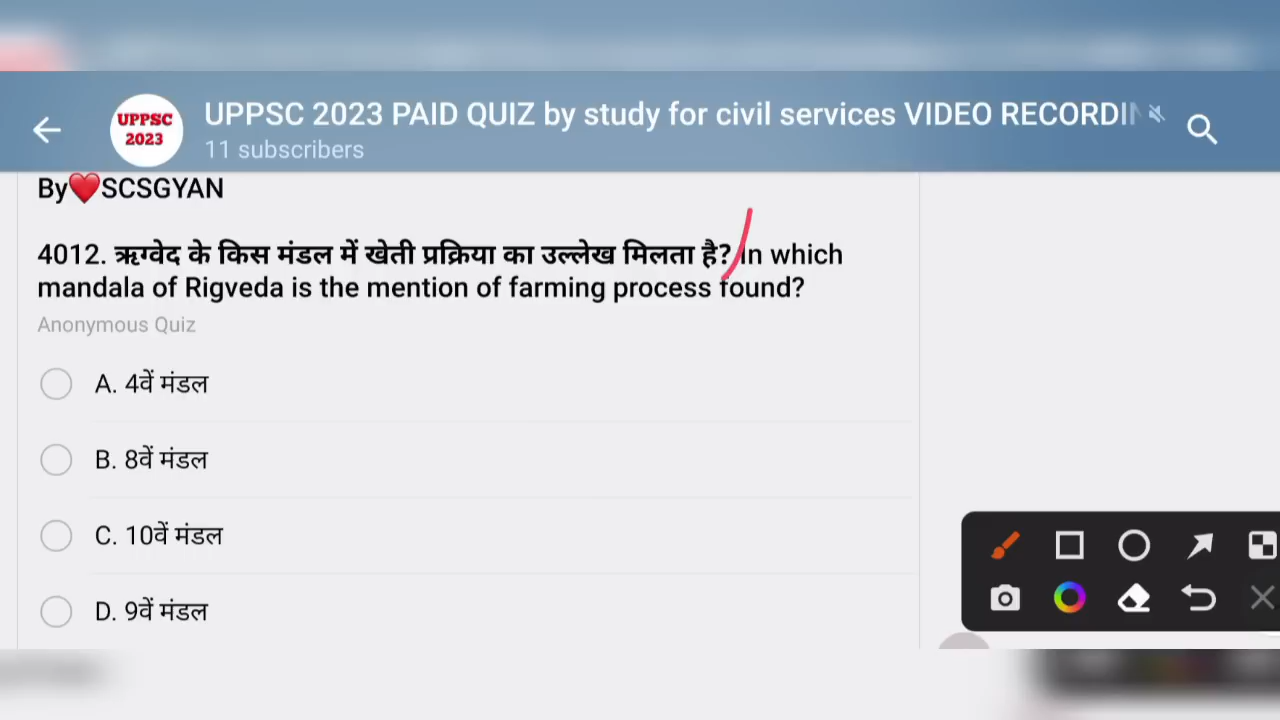 UPPSC
2023
UPPSC 2023 PAID QUIZ by study for civil services VIDEO RECORDIN
11 subscribers
By❤️SCSGYAN
4012. ऋग्वेद के किस मंडल में खेती प्रक्रिया का उल्लेख मिलता है? In which
mandala of Rigveda is the mention of farming process found?
Anonymous Quiz
A. 4वें मंडल
B. 8वें मंडल
C. 10वें मंडल
D. 9वें मंडल